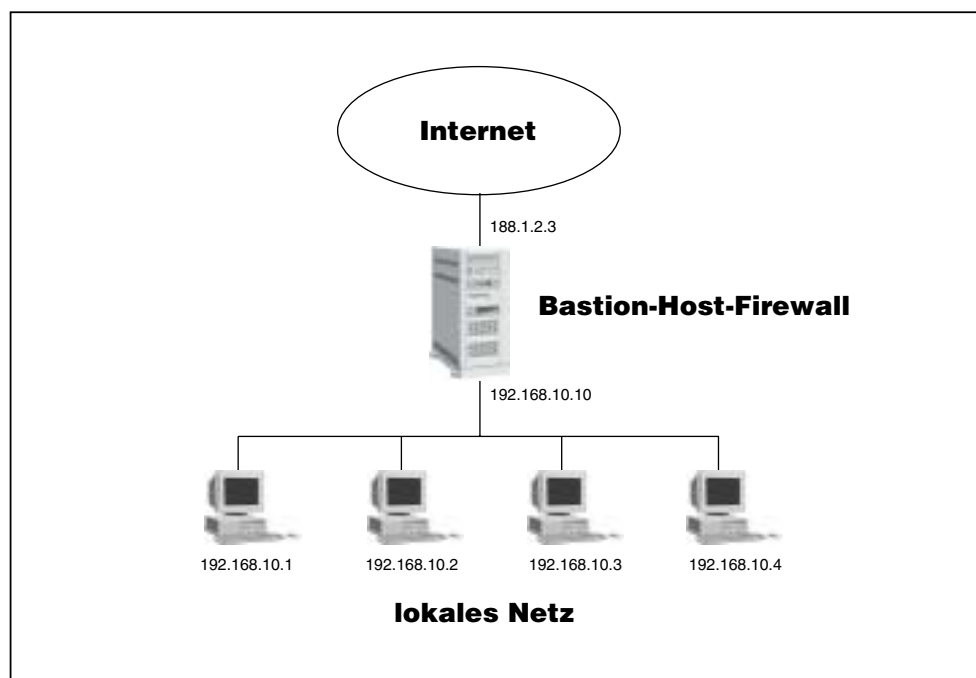 Internet
188.1.2.3
Bastion-Host-Firewall
192.168.10.10
192.168.10.1
192.168.10.2
192.168.10.3
192.168.10.4
lokales Netz